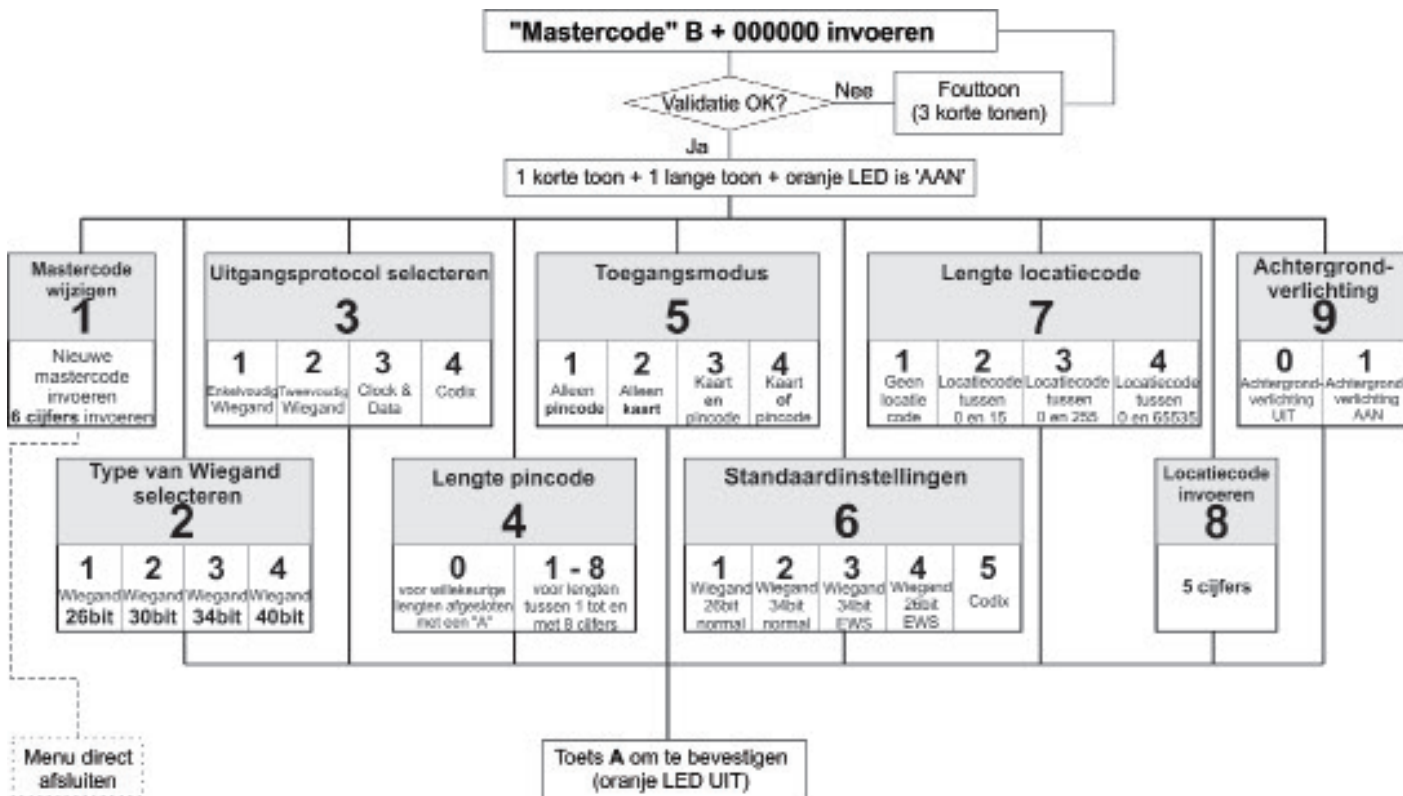 "Mastercode" B + 000000 invoeren
Validatie OK?
Nee
Fouttoon
(3 korte tonen)
Ja
1 korte toon + 1 lange toon + oranje LED is 'AAN'
Mastercode
wijzigen
1
Nieuwe
mastercode
invoeren
6 cijfers invoeren
Uitgangsprotocol selecteren
3
1
Enkelvoudig
Wiegand
2
Tweevoudig
Wiegand
3
Clock &
Data
4
Codix
Toegangsmodus
5
1
Alleen
pincode
2
Alleen
kaart
3
Kaart
en
pincode
4
Kaart
of
pincode
Lengte locatiecode
7
1
Geen
locatie
code
2
Locatiecode
tussen
0 en 15
3
Locatiecode
tussen
0 en 255
4
Locatiecode
tussen
0 en 65535
Achtergrond-
verlichting
9
0
Achtergrond-
verlichting
UIT
1
Achtergrond-
verlichting
AAN
Type van Wiegand
selecteren
2
1
Wiegand
26bit
2
Wiegand
30bit
3
Wiegand
34bit
4
Wiegand
40bit
Lengte pincode
4
0
voor willekeurige
lengten afgesloten
met een "A"
1 - 8
voor lengten
tussen 1 tot en
met 8 cijfers
Standaardinstellingen
6
1
Wiegand
26bit
normal
2
Wiegand
34bit
normal
3
Wiegand
34bit
EWS
4
Wiegand
26bit
EWS
5
Codix
Locatiecode
invoeren
8
5 cijfers
Menu direct
afsluiten
Toets A om te bevestigen
(oranje LED UIT)